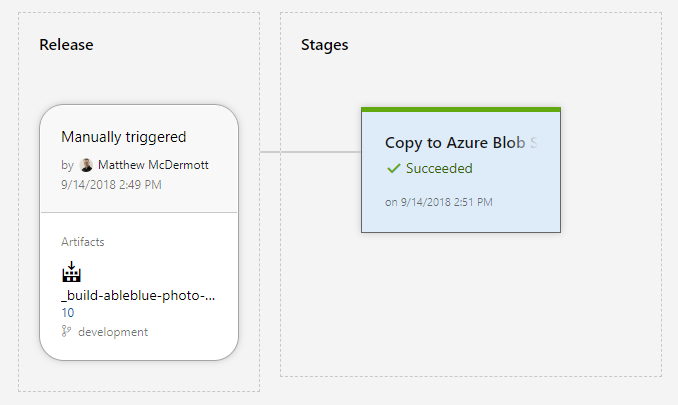 Release
Stages
Manually triggered
by Matthew McDermott
9/14/2018 2:49 PM
Artifacts
_build-ableblue-photo-...
10
development
Copy to Azure Blob S
Succeeded
on 9/14/2018 2:51 PM